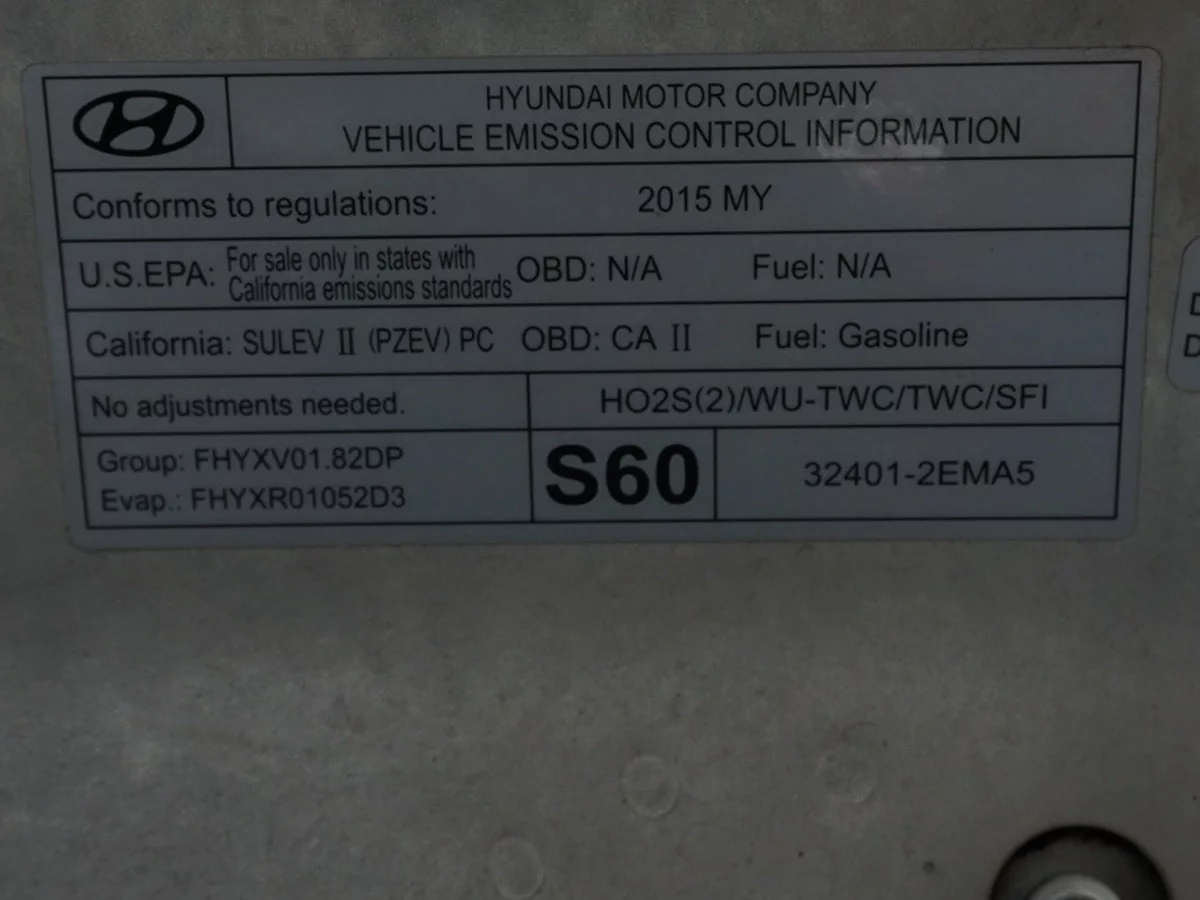 HYUNDAI MOTOR COMPANY
VEHICLE EMISSION CONTROL INFORMATION
Conforms to regulations: 2015 MY
U.S.EPA: For sale only in states with California emissions standards OBD: N/A Fuel: N/A
California: SULEV II (PZEV) PC OBD: CA II Fuel: Gasoline
No adjustments needed. HO2S(2)/WU-TWC/TWC/SFI
Group: FHYXV01.82DP
Evap.: FHYXR01052D3
S60
32401-2EMA5
D
D